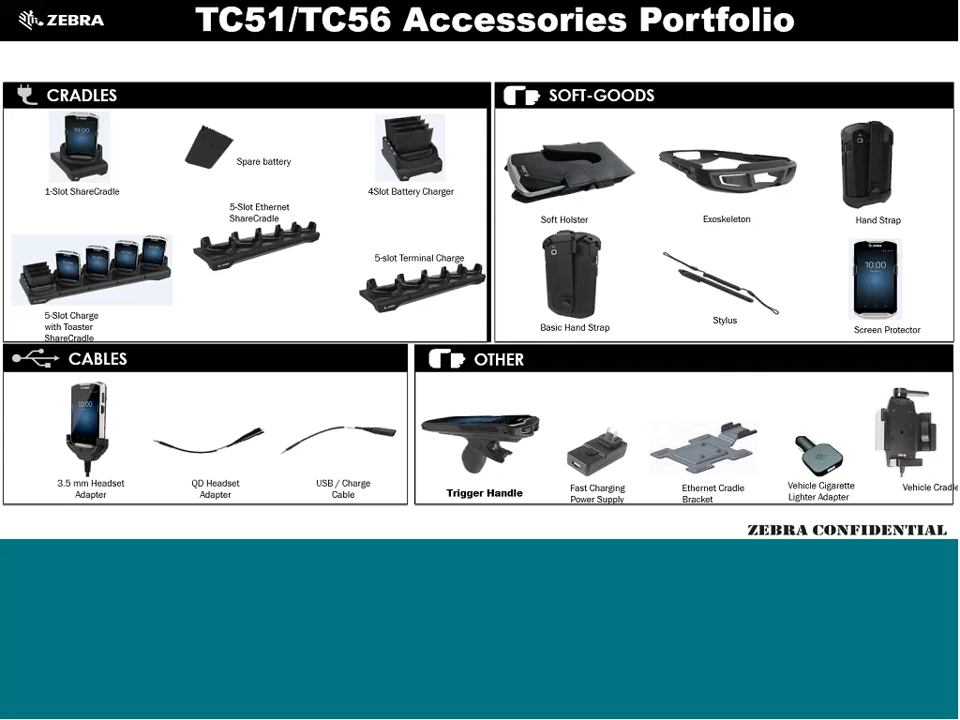 ZEBRA
TC51/TC56 Accessories Portfolio
CRADLES
1-Slot ShareCradle
Spare battery
4Slot Battery Charger
5-Slot Ethernet
ShareCradle
5-slot Terminal Charge
5-Slot Charge
with Toaster
ShareCradle
SOFT-GOODS
Soft Holster
Exoskeleton
Hand Strap
Basic Hand Strap
Stylus
10:00
Screen Protector
CABLES
10:00
3.5 mm Headset
Adapter
QD Headset
Adapter
USB / Charge
Cable
OTHER
Trigger Handle
Fast Charging
Power Supply
Ethernet Cradle
Bracket
Vehicle Cigarette
Lighter Adapter
Vehicle Cradle
ZEBRA CONFIDENTIAL